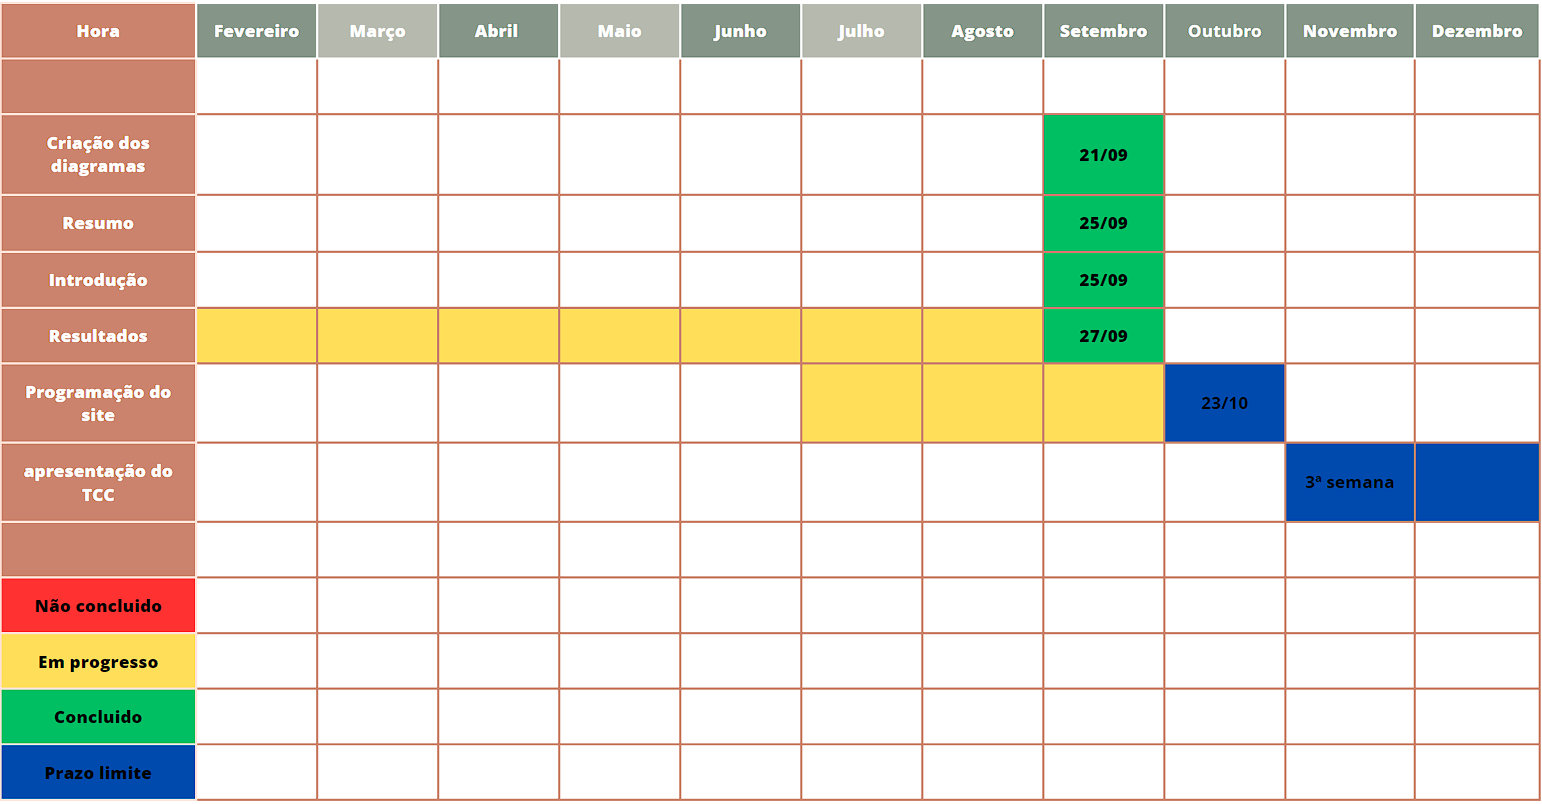 Hora Fevereiro Março Abril Maio Junho Julho Agosto Setembro Outubro Novembro Dezembro
Criação dos
diagramas
21/09
Resumo 25/09
Introdução 25/09
Resultados 27/09
Programação do
site
23/10
apresentação do
TCC
3ª semana
Não concluido
Em progresso
Concluido
Prazo limite